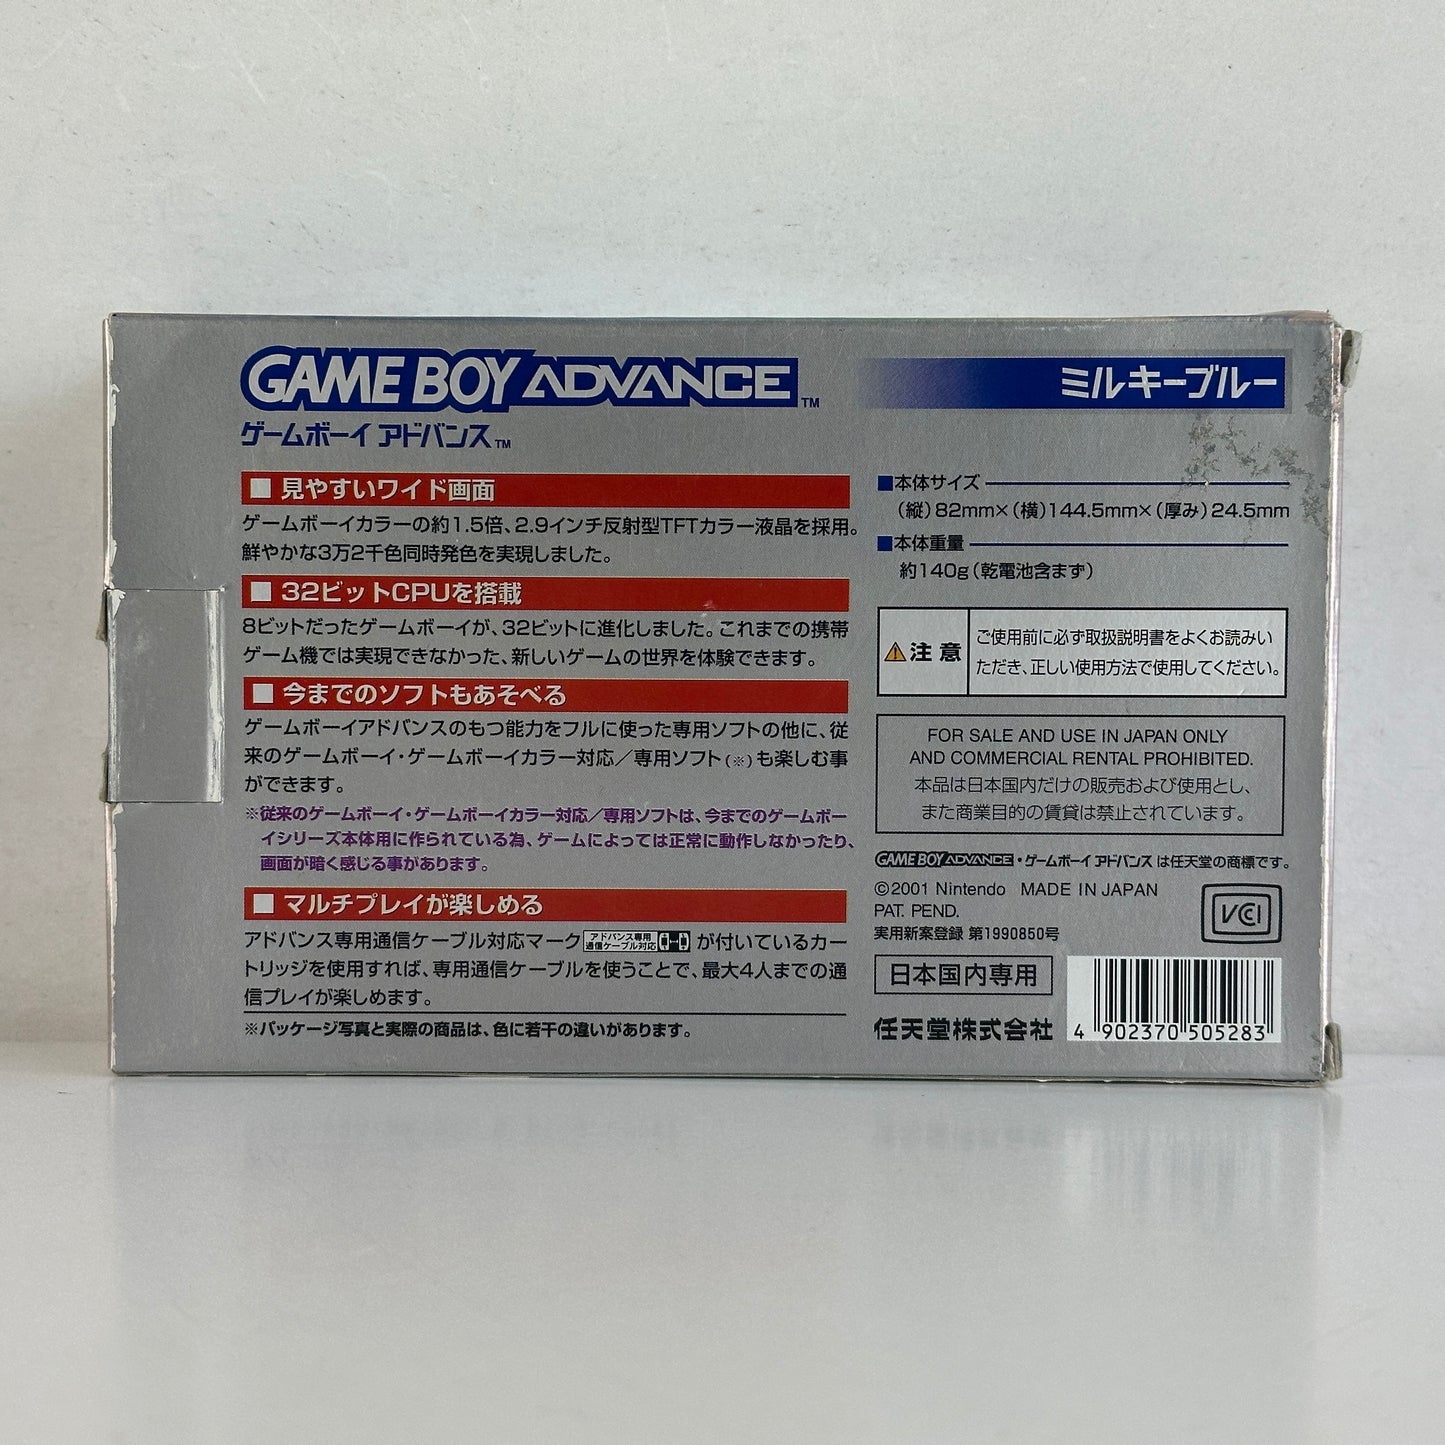 GAME BOY ADVANCE™
ゲームボーイ アドバンス™
■ 見やすいワイド画面
ゲームボーイカラーの約1.5倍、2.9インチ反射型TFTカラー液晶を採用。
鮮やかな3万2千色同時発色を実現しました。
■ 32ビットCPUを搭載
8ビットだったゲームボーイが、32ビットに進化しました。これまでの携帯
ゲーム機では実現できなかった、新しいゲームの世界を体験できます。
■ 今までのソフトもあそべる
ゲームボーイアドバンスのもつ能力をフルに使った専用ソフトの他に、従
来のゲームボーイ・ゲームボーイカラー対応／専用ソフト（※）も楽しむ事
ができます。
※従来のゲームボーイ・ゲームボーイカラー対応／専用ソフトは、今までのゲームボー
イシリーズ本体用に作られている為、ゲームによっては正常に動作しなかったり、
画面が暗く感じる事があります。
■ マルチプレイが楽しめる
アドバンス専用通信ケーブル対応マーク アドバンス専用 通信ケーブル対応 が付いているカー
トリッジを使用すれば、専用通信ケーブルを使うことで、最大4人までの通
信プレイが楽しめます。
※パッケージ写真と実際の商品は、色に若干の違いがあります。
ミルキーブルー
■本体サイズ
（縦）82mm×（横）144.5mm×（厚み）24.5mm
■本体重量
約140g（乾電池含まず）
注意
ご使用前に必ず取扱説明書をよくお読みい
ただき、正しい使用方法で使用してください。
FOR SALE AND USE IN JAPAN ONLY
AND COMMERCIAL RENTAL PROHIBITED.
本品は日本国内だけの販売および使用とし、
また商業目的の賃貸は禁止されています。
GAME BOY ADVANCE・ゲームボーイ アドバンス は任天堂の商標です。
©2001 Nintendo MADE IN JAPAN
PAT. PEND.
実用新案登録 第1990850号
VCI
日本国内専用
任天堂株式会社
4 902370 505283